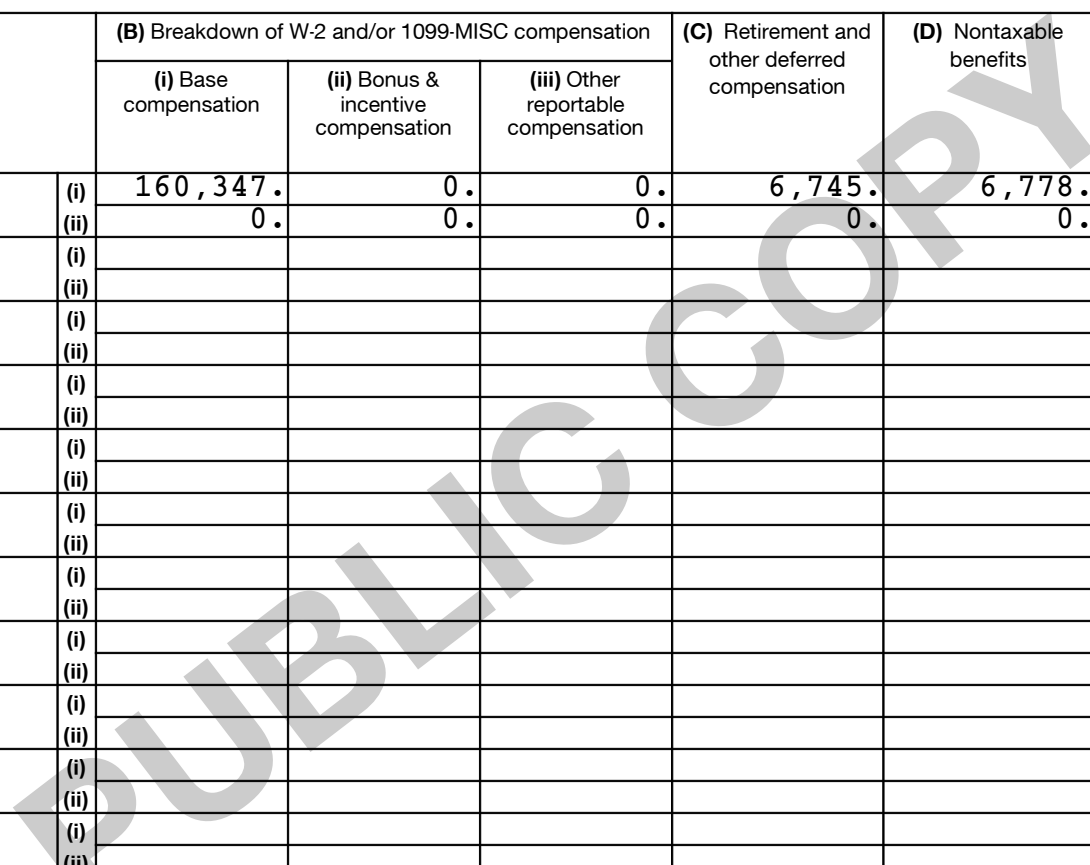 (B) Breakdown of W-2 and/or 1099-MISC compensation
(C) Retirement and
other deferred
compensation
(D) Nontaxable
benefits
(i) Base
compensation
(ii) Bonus &
incentive
compensation
(iii) Other
reportable
compensation
(i) 160,347. 0. 0. 6,745. 6,778.
(ii) 0. 0. 0. 0. 0.
(i)
(ii)
(i)
(ii)
(i)
(ii)
(i)
(ii)
(i)
(ii)
(i)
(ii)
(i)
(ii)
(i)
(ii)
(i)
(ii)
(i)
(ii)
PUBLIC COPY